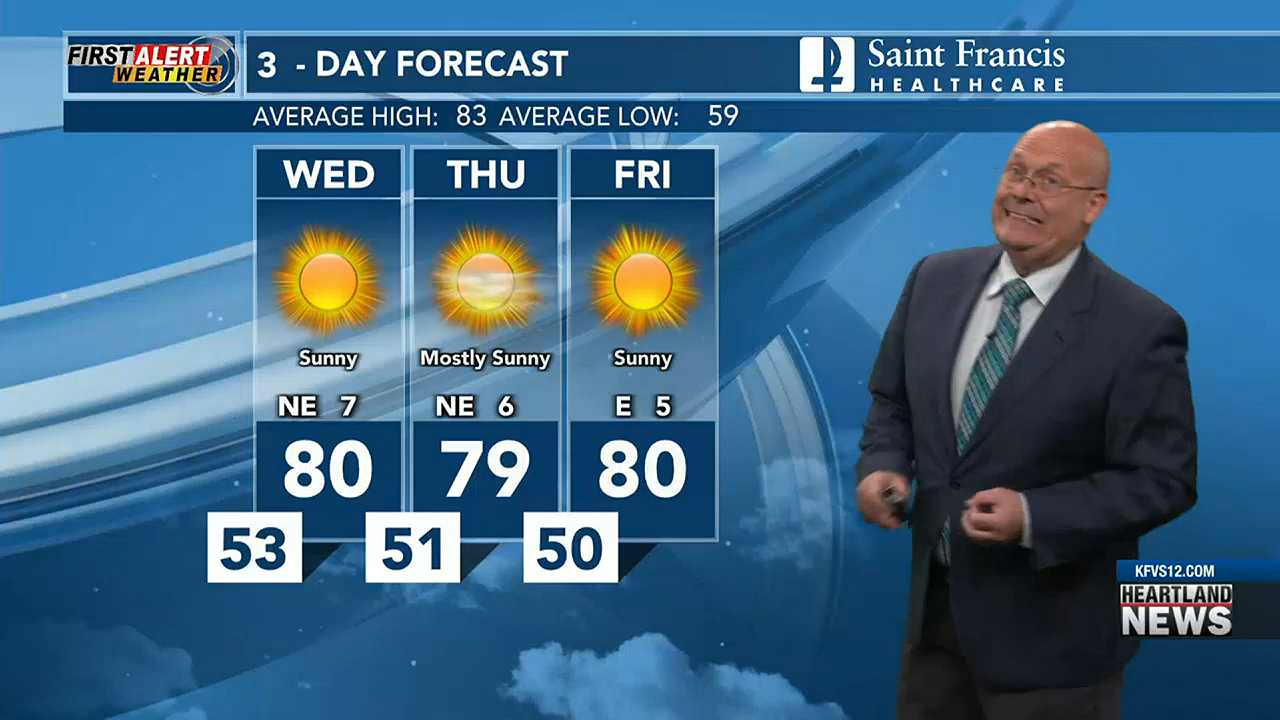 FIRST ALERT
WEATHER
3 - DAY FORECAST
Saint Francis
HEALTHCARE
AVERAGE HIGH: 83 AVERAGE LOW: 59
WED THU FRI
Sunny Mostly Sunny Sunny
NE 7 NE 6 E 5
80 79 80
53 51 50
KFVS12.COM
HEARTLAND
NEWS